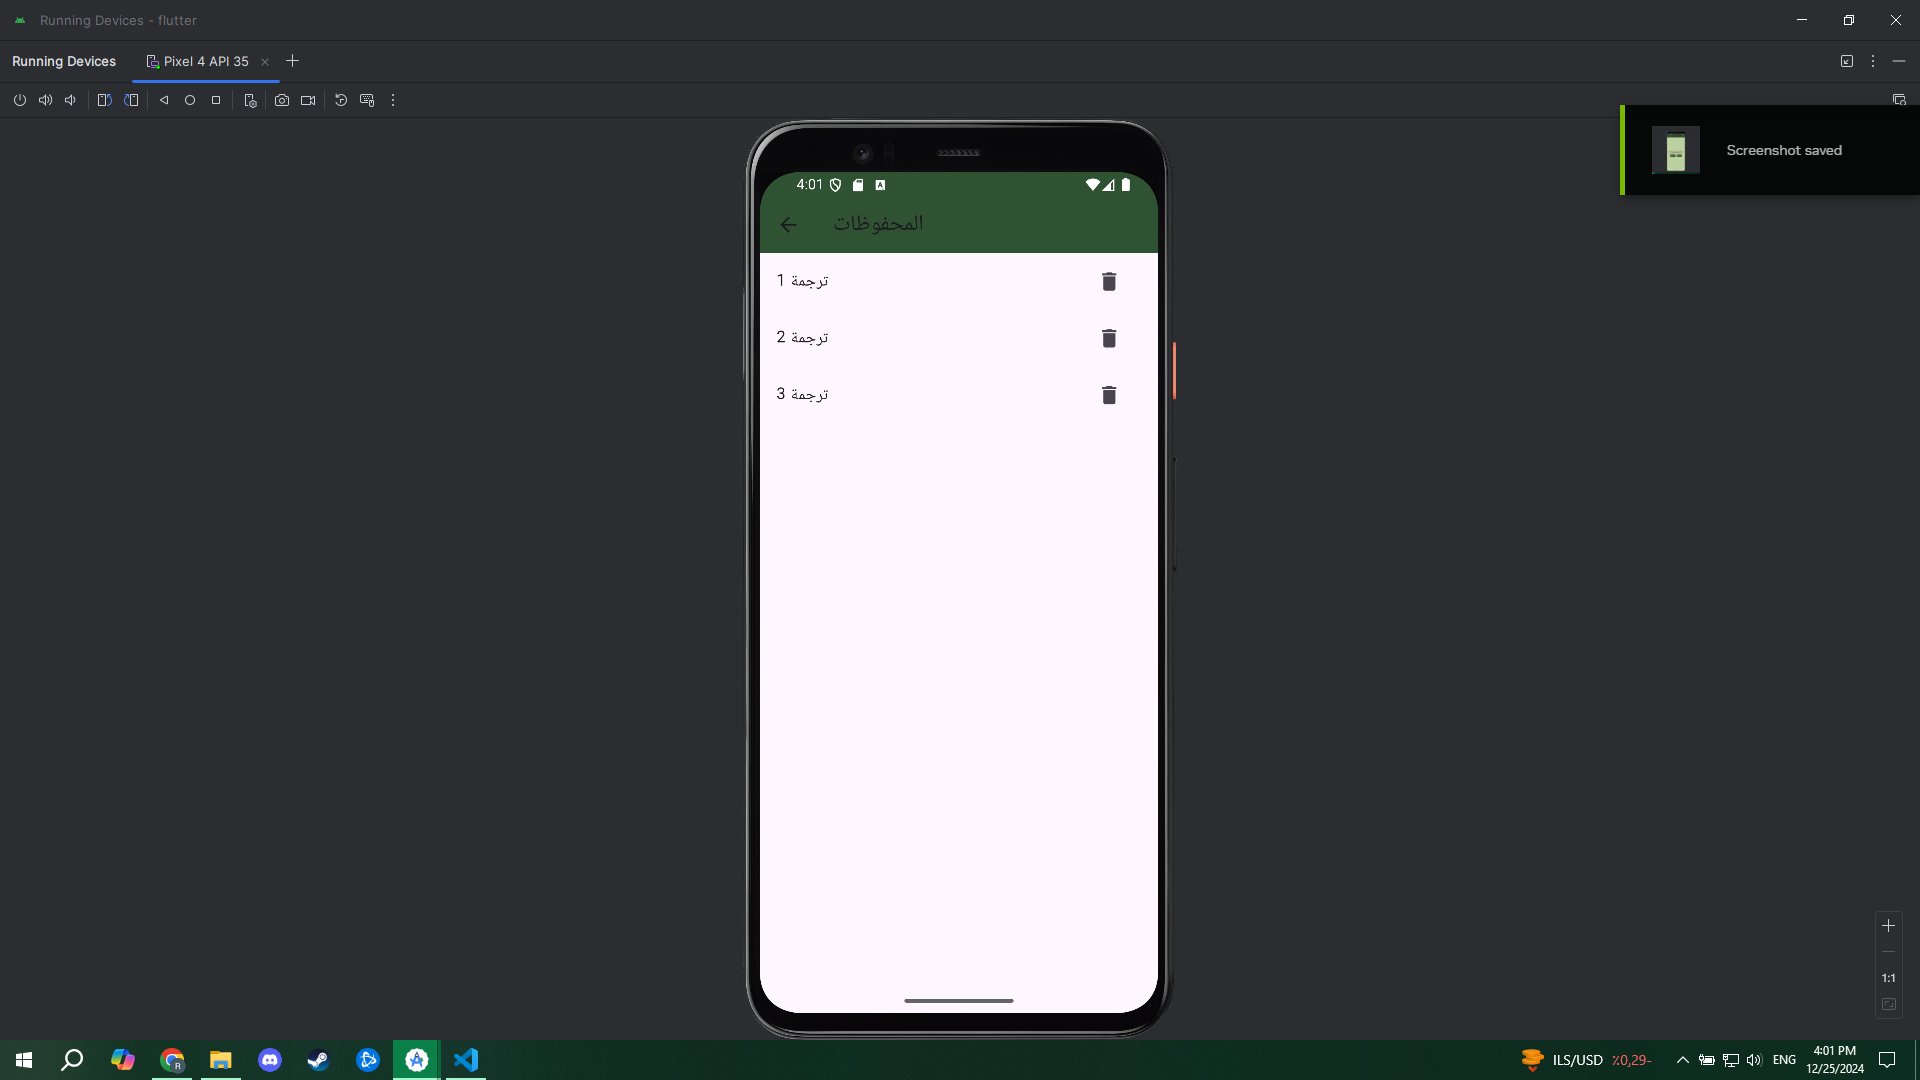 Running Devices - flutter
Running Devices
Pixel 4 API 35
Screenshot saved
4:01
المحفوظات
ترجمة 1
ترجمة 2
ترجمة 3
1:1
ILS/USD ٪0,29-
ENG
4:01 PM
12/25/2024